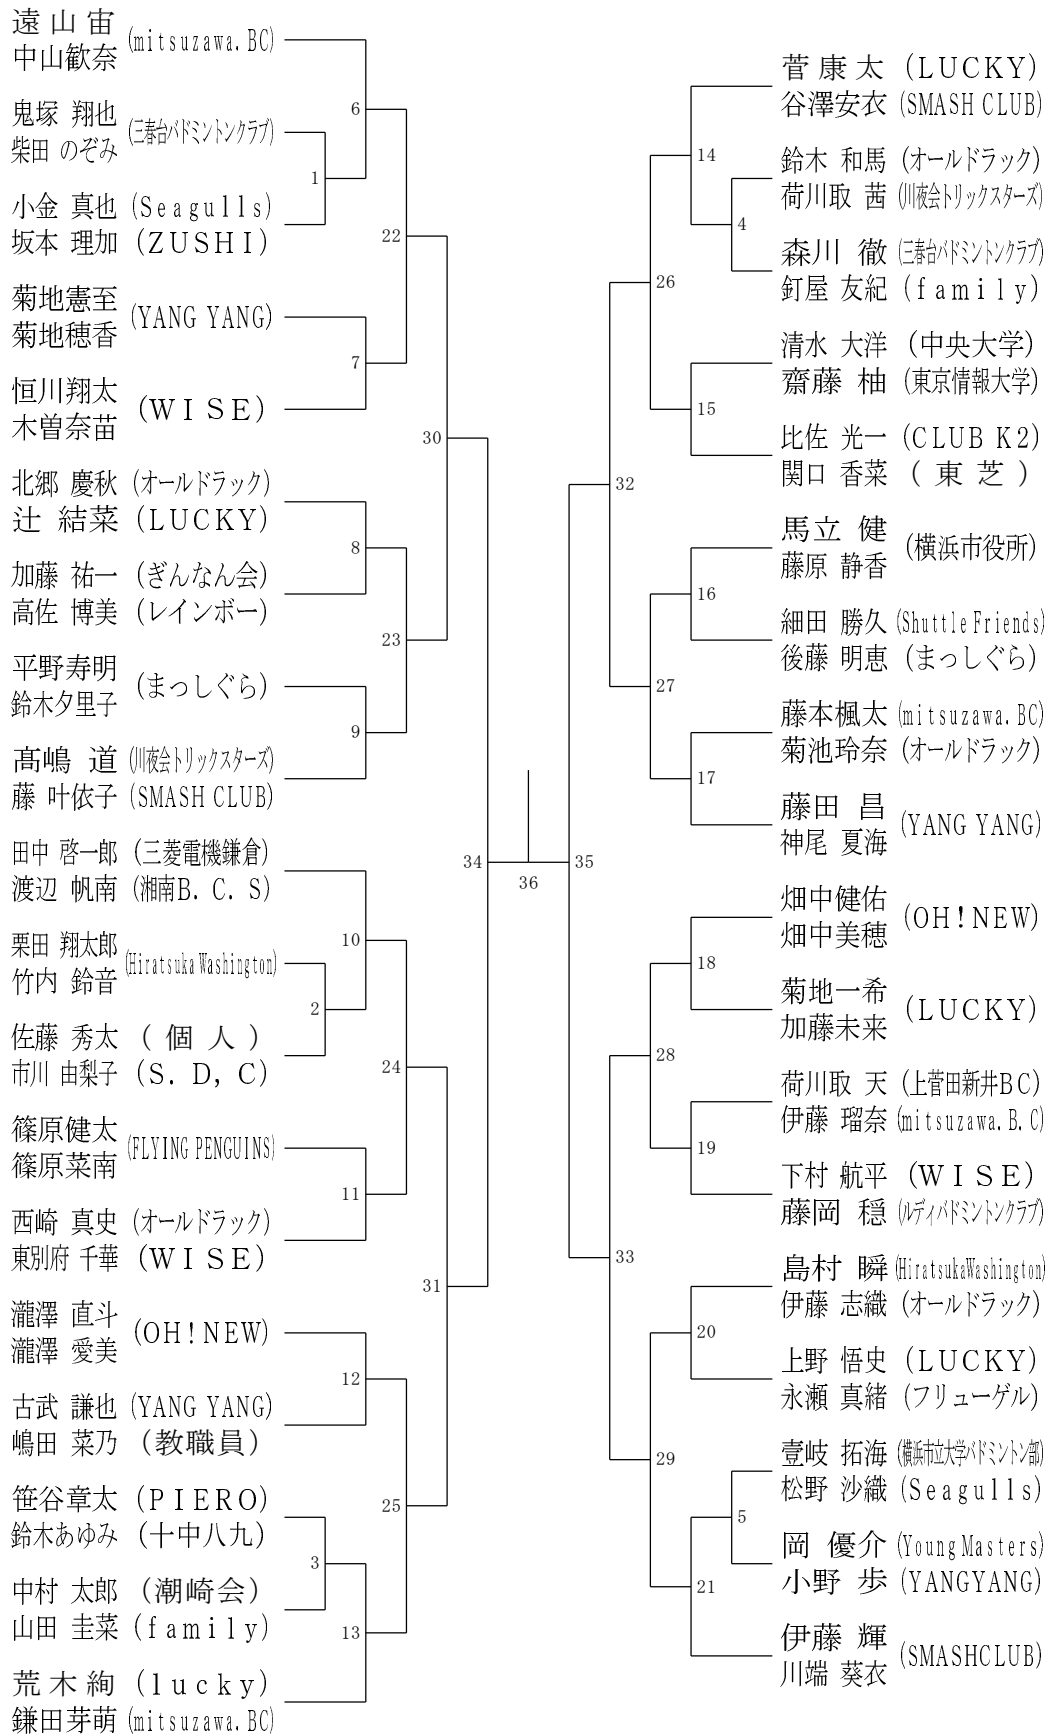 遠山宙 (mitsuzawa.BC)
中山歓奈
6
鬼塚 翔也 (三春台バドミントンクラブ)
柴田 のぞみ
1
小金 真也 (Seagulls)
坂本 理加 (ZUSHI)
22
菊地憲至 (YANG YANG)
菊地穂香
7
恒川翔太 (WISE)
木曽奈苗
30
北郷 慶秋 (オールドラック)
辻 結菜 (LUCKY)
8
加藤 祐一 (ぎんなん会)
高佐 博美 (レインボー)
23
平野寿明 (まっしぐら)
鈴木夕里子
9
髙嶋 道 (川夜会トリックスターズ)
藤 叶依子 (SMASH CLUB)
34
田中 啓一郎 (三菱電機鎌倉)
渡辺 帆南 (湘南B.C.S)
10
栗田 翔太郎 (Hiratsuka Washington)
竹内 鈴音
2
佐藤 秀太 (個人)
市川 由梨子 (S.D,C)
24
篠原健太 (FLYING PENGUINS)
篠原菜南
11
西崎 真史 (オールドラック)
東別府 千華 (WISE)
31
瀧澤 直斗 (OH!NEW)
瀧澤 愛美
12
古武 謙也 (YANG YANG)
嶋田 菜乃 (教職員)
25
笹谷章太 (PIERO)
鈴木あゆみ (十中八九)
3
中村 太郎 (潮崎会)
山田 圭菜 (family)
13
荒木絢 (lucky)
鎌田芽萌 (mitsuzawa.BC)
36
菅康太 (LUCKY)
谷澤安衣 (SMASH CLUB)
14
鈴木 和馬 (オールドラック)
荷川取 茜 (川夜会トリックスターズ)
4
森川 徹 (三春台バドミントンクラブ)
釘屋 友紀 (family)
26
清水 大洋 (中央大学)
齋藤 柚 (東京情報大学)
15
比佐 光一 (CLUB K2)
関口 香菜 (東芝)
32
馬立 健 (横浜市役所)
藤原 静香
16
細田 勝久 (Shuttle Friends)
後藤 明恵 (まっしぐら)
27
藤本楓太 (mitsuzawa.BC)
菊池玲奈 (オールドラック)
17
藤田 昌 (YANG YANG)
神尾 夏海
35
畑中健佑 (OH!NEW)
畑中美穂
18
菊地一希 (LUCKY)
加藤未来
28
荷川取 天 (上菅田新井BC)
伊藤 瑠奈 (mitsuzawa.B.C)
19
下村 航平 (WISE)
藤岡 穏 (ルディバドミントンクラブ)
33
島村 瞬 (HiratsukaWashington)
伊藤 志織 (オールドラック)
20
上野 悟史 (LUCKY)
永瀬 真緒 (フリューゲル)
29
壹岐 拓海 (横浜市立大学バドミントン部)
松野 沙織 (Seagulls)
5
岡 優介 (Young Masters)
小野 歩 (YANGYANG)
21
伊藤 輝 (SMASHCLUB)
川端 葵衣